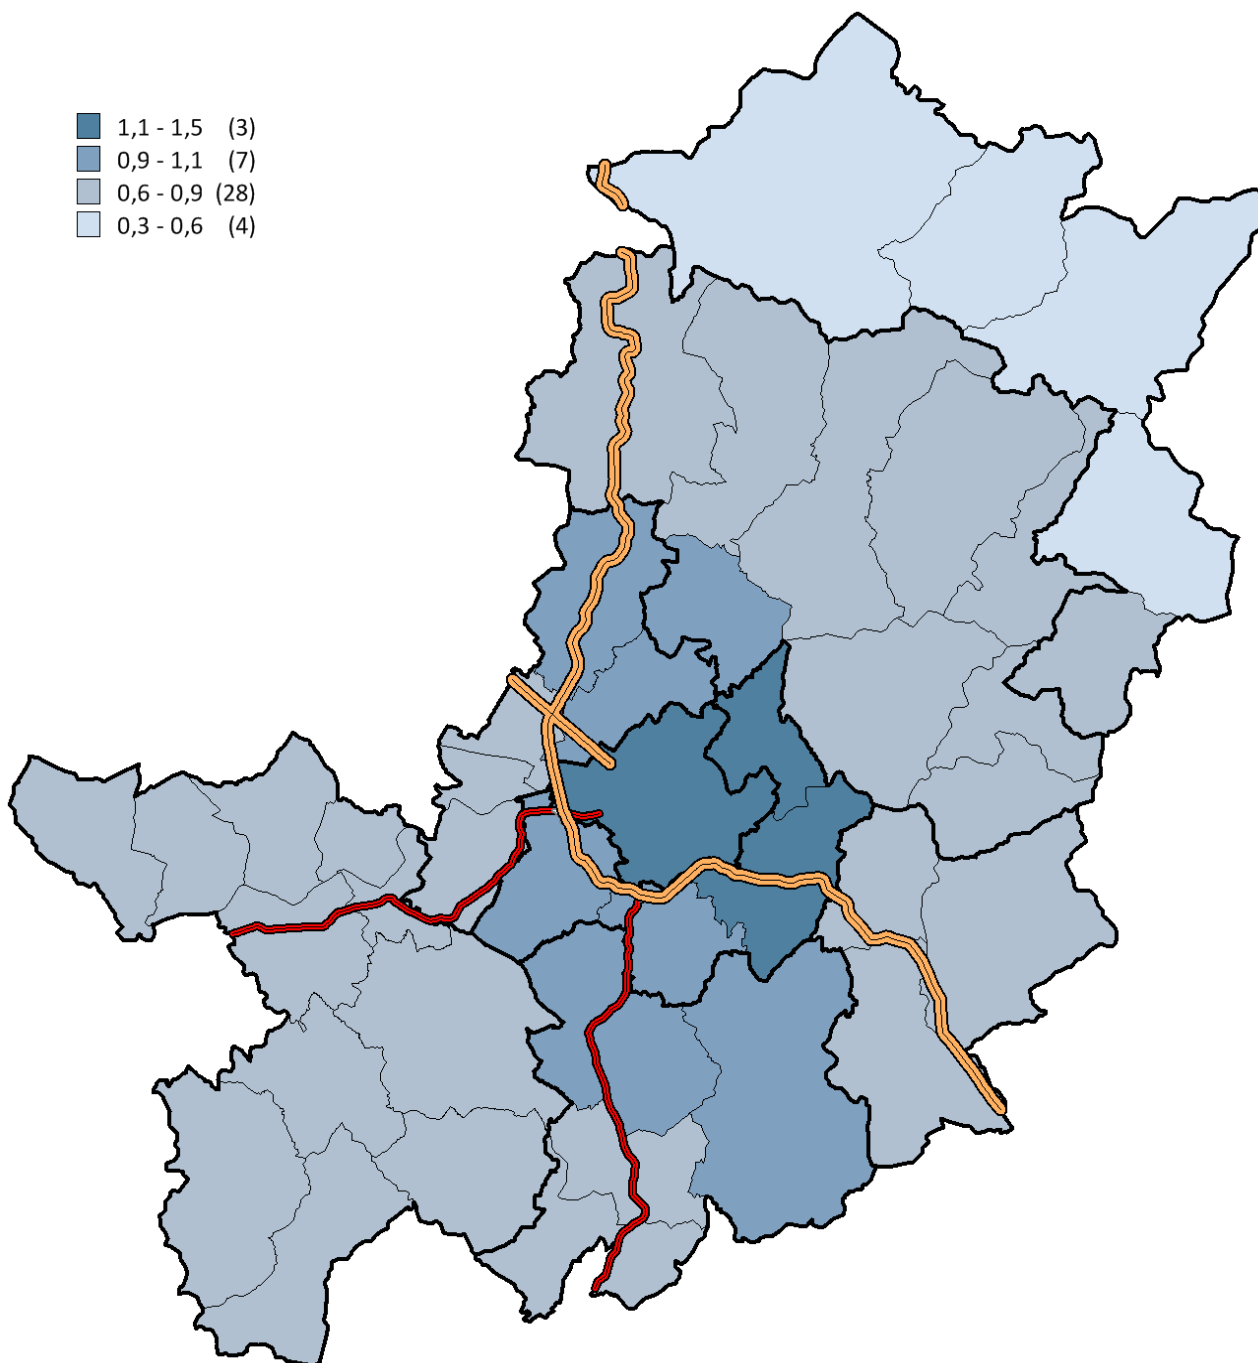 1,1 - 1,5 (3)
0,9 - 1,1 (7)
0,6 - 0,9 (28)
0,3 - 0,6 (4)